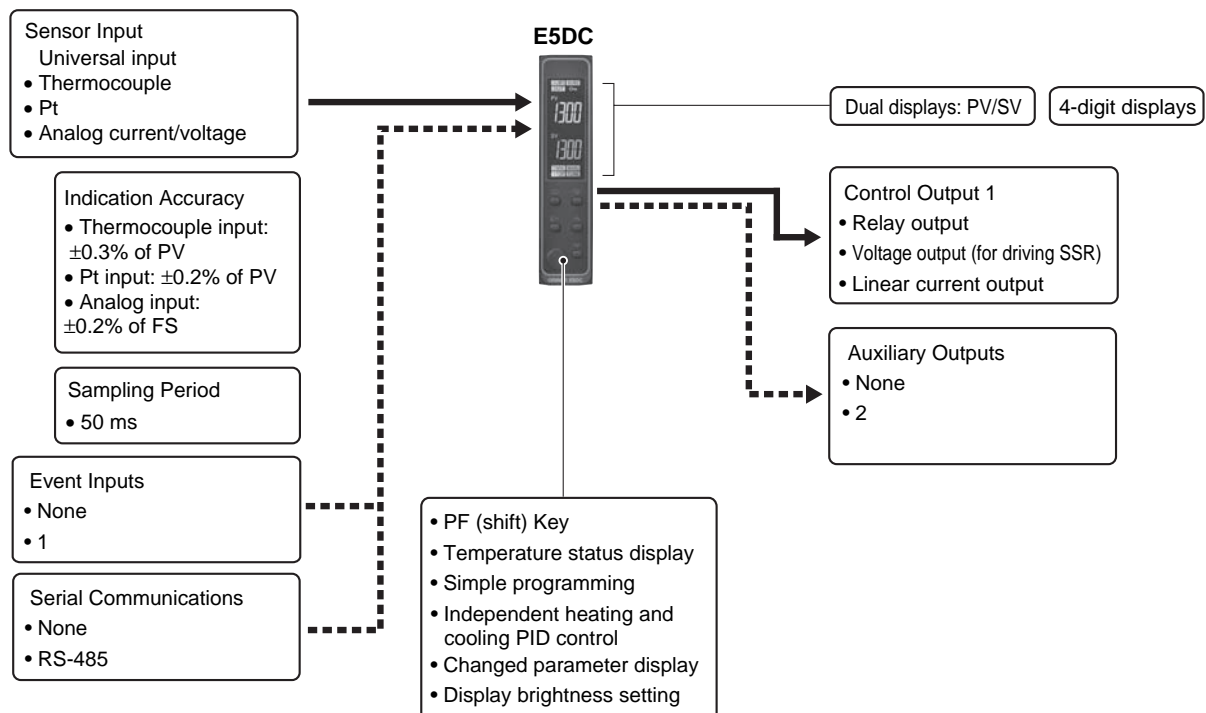 Sensor Input
Universal input
• Thermocouple
• Pt
• Analog current/voltage
Indication Accuracy
• Thermocouple input:
±0.3% of PV
• Pt input: ±0.2% of PV
• Analog input:
±0.2% of FS
Sampling Period
• 50 ms
Event Inputs
• None
• 1
Serial Communications
• None
• RS-485
E5DC
PV
1300
SV
1300
Dual displays: PV/SV
4-digit displays
Control Output 1
• Relay output
• Voltage output (for driving SSR)
• Linear current output
Auxiliary Outputs
• None
• 2
• PF (shift) Key
• Temperature status display
• Simple programming
• Independent heating and
cooling PID control
• Changed parameter display
• Display brightness setting